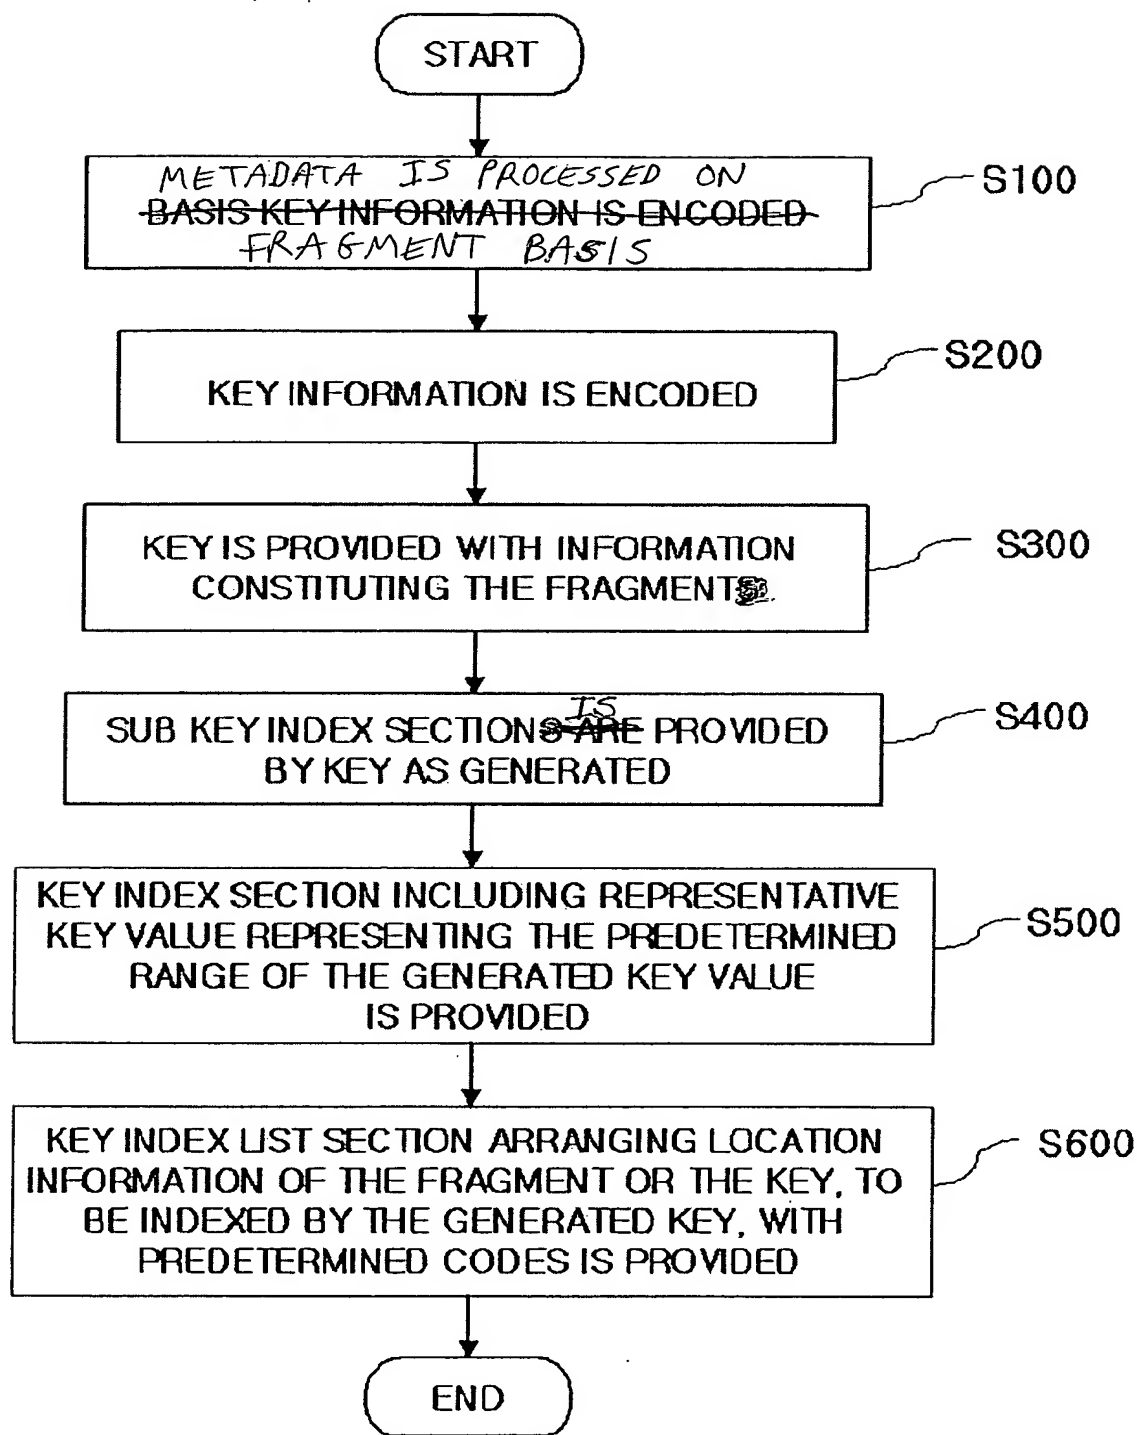 START
METADATA IS PROCESSED ON
BASIS KEY INFORMATION IS ENCODED
FRAGMENT BASIS
S100
KEY INFORMATION IS ENCODED
S200
KEY IS PROVIDED WITH INFORMATION
CONSTITUTING THE FRAGMENT
S300
IS
SUB KEY INDEX SECTIONS ARE PROVIDED
BY KEY AS GENERATED
S400
KEY INDEX SECTION INCLUDING REPRESENTATIVE
KEY VALUE REPRESENTING THE PREDETERMINED
RANGE OF THE GENERATED KEY VALUE
IS PROVIDED
S500
KEY INDEX LIST SECTION ARRANGING LOCATION
INFORMATION OF THE FRAGMENT OR THE KEY, TO
BE INDEXED BY THE GENERATED KEY, WITH
PREDETERMINED CODES IS PROVIDED
S600
END